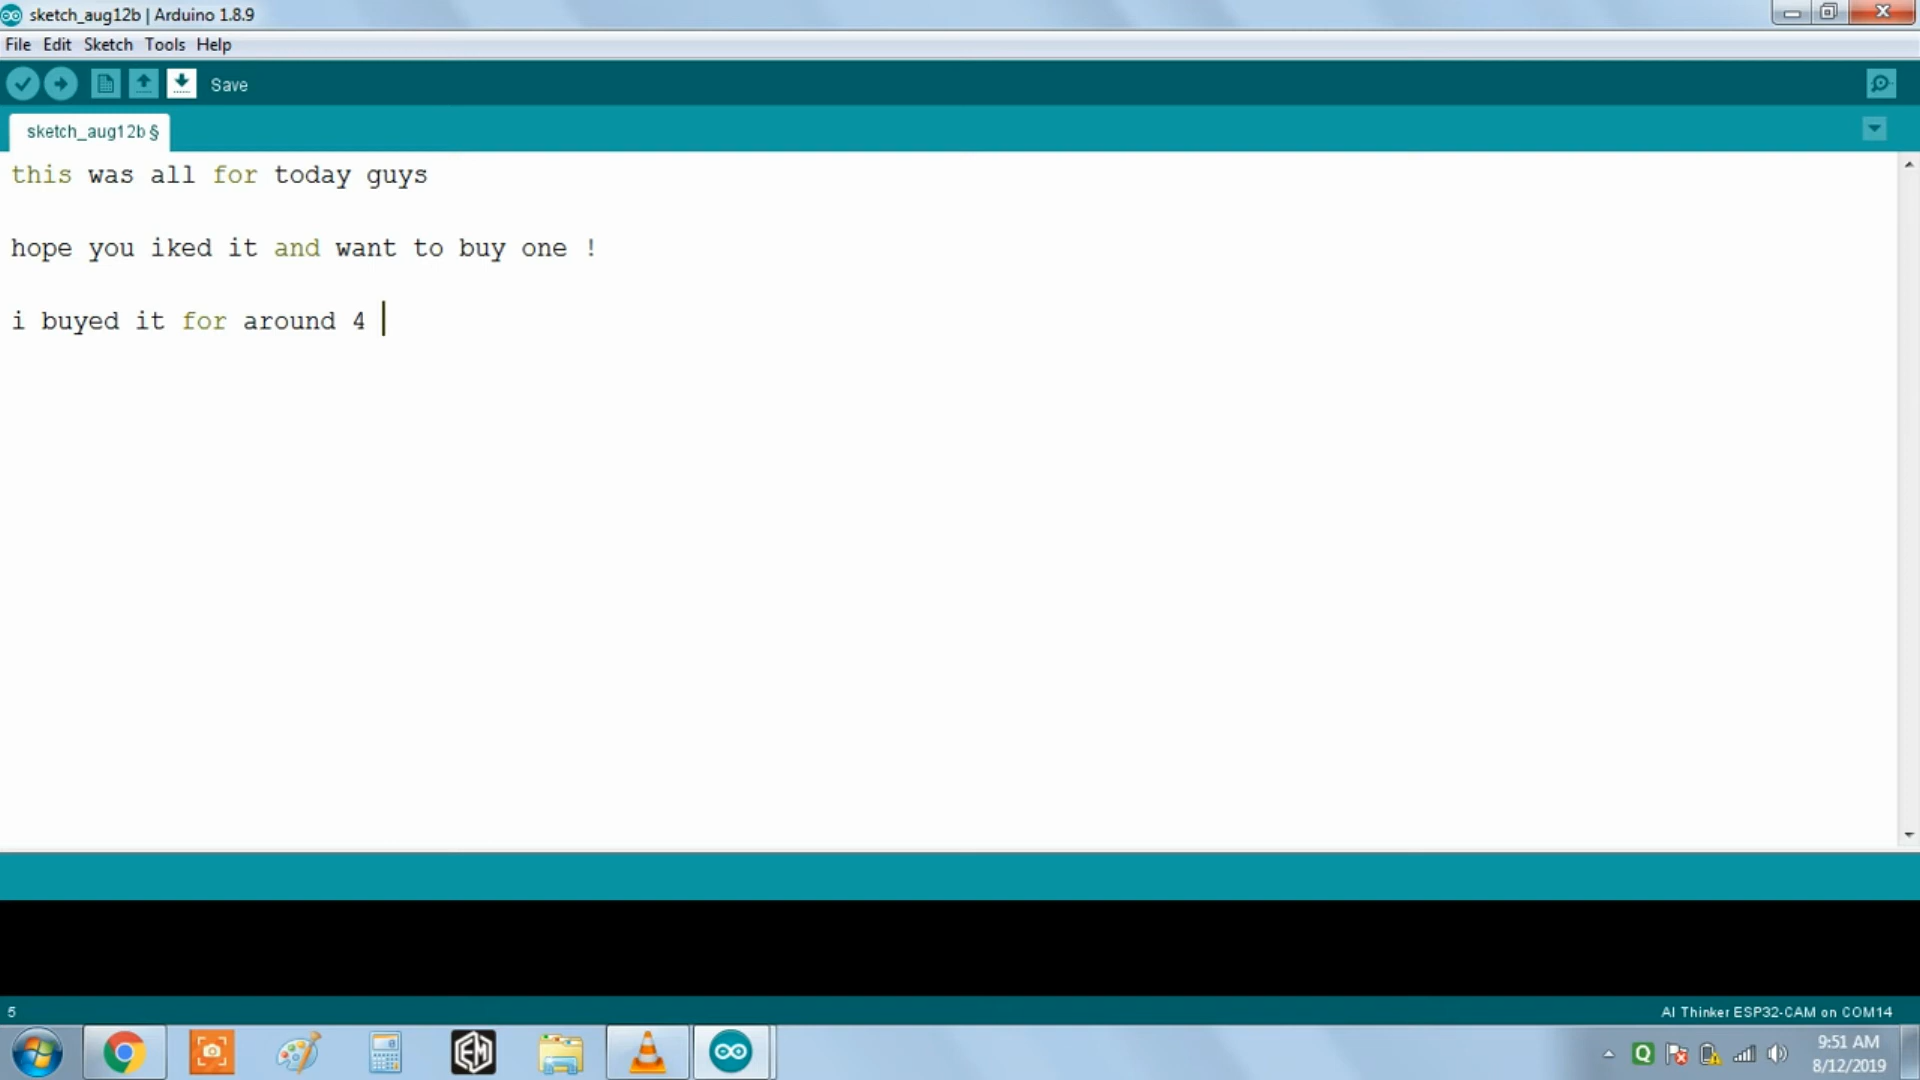 sketch_aug12b | Arduino 1.8.9
File Edit Sketch Tools Help
Save
sketch_aug12b §
this was all for today guys
hope you iked it and want to buy one !
i buyed it for around 4
5
AI Thinker ESP32-CAM on COM14
EM
Q
9:51 AM
8/12/2019